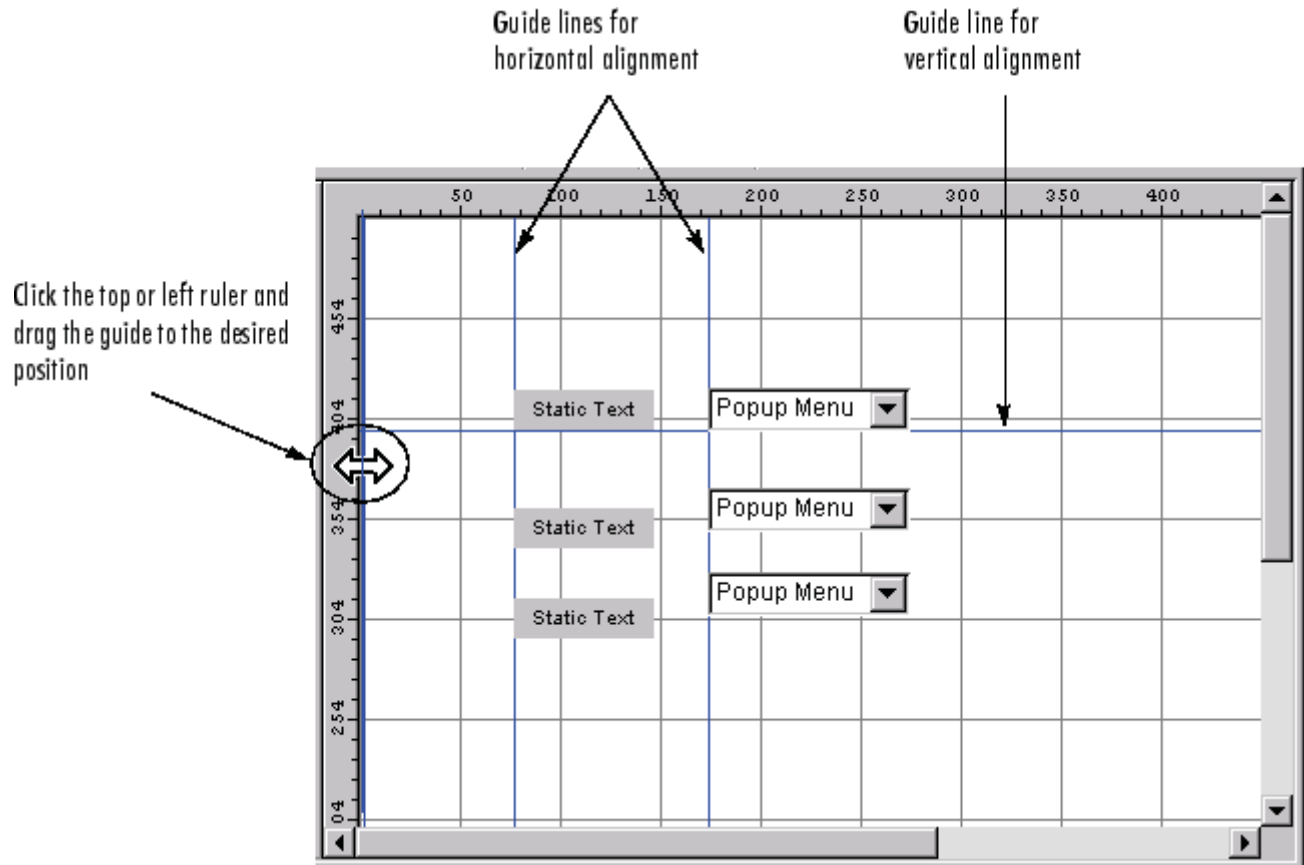 Guide lines for
horizontal alignment
Guide line for
vertical alignment
Click the top or left ruler and
drag the guide to the desired
position
50 100 150 200 250 300 350 400
454
404
354
304
254
04
Static Text
Popup Menu
Static Text
Popup Menu
Static Text
Popup Menu